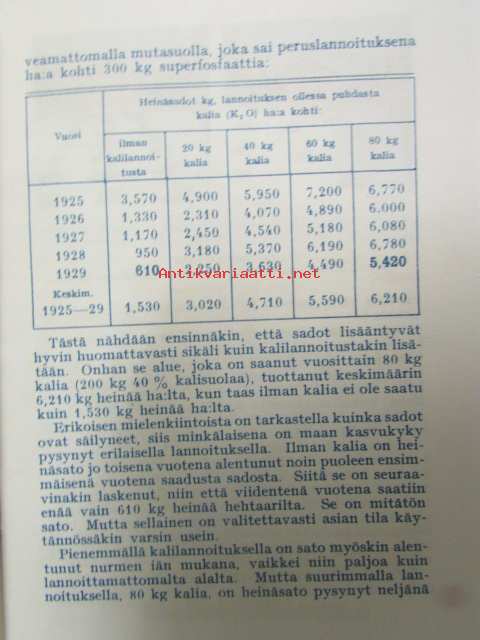 veamattomalla mutasuolla, joka sai peruslannoituksena
ha:a kohti 300 kg superfosfaattia:
Vuosi
Heinäsadot kg, lannoituksen ollessa puhdasta
kalia (K₂O) ha:a kohti:
ilman kalilannoi-tusta 20 kg kalia 40 kg kalia 60 kg kalia 80 kg kalia
1925 3,570 4,900 5,950 7,200 6,770
1926 1,330 2,310 4,070 4,890 6,000
1927 1,170 2,450 4,540 5,180 6,080
1928 950 3,180 5,370 6,190 6,780
1929 610 2,250 3,630 4,490 5,420
Antikvariaatti.net
Keskim.
1925—29 1,530 3,020 4,710 5,590 6,210
Tästä nähdään ensinnäkin, että sadot lisääntyvät
hyvin huomattavasti sikäli kuin kalilannoitustakin lisä-
tään. Onhan se alue, joka on saanut vuosittain 80 kg
kalia (200 kg 40 % kalisuolaa), tuottanut keskimäärin
6,210 kg heinää ha:lta, kun taas ilman kalia ei ole saatu
kuin 1,530 kg heinää ha:lta.
Erikoisen mielenkiintoista on tarkastella kuinka sadot
ovat säilyneet, siis minkälaisena on maan kasvukyky
pysynyt erilaisella lannoituksella. Ilman kalia on hei-
näsato jo toisena vuotena alentunut noin puoleen ensim-
mäisenä vuotena saadusta sadosta. Siitä se on seuraa-
vinakin laskenut, niin että viidentenä vuotena saatiin
enää vain 610 kg heinää hehtaarilta. Se on mitätön
sato. Mutta sellainen on valitettavasti asian tila käy-
tännössäkin varsin usein.
Pienemmällä kalilannoituksella on sato myöskin alen-
tunut nurmen iän mukana, vaikkei niin paljoa kuin
lannoittamattomalta alalta. Mutta suurimmalla lan-
noituksella, 80 kg kalia, on heinäsato pysynyt neljänä